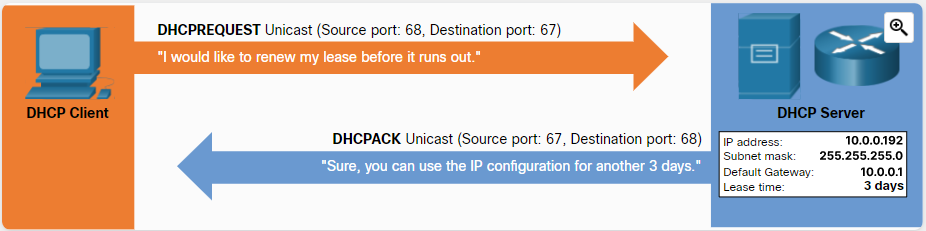 DHCPREQUEST Unicast (Source port: 68, Destination port: 67)
"I would like to renew my lease before it runs out."
DHCP Client
DHCP Server
DHCPACK Unicast (Source port: 67, Destination port: 68)
"Sure, you can use the IP configuration for another 3 days."
IP address: 10.0.0.192
Subnet mask: 255.255.255.0
Default Gateway: 10.0.0.1
Lease time: 3 days